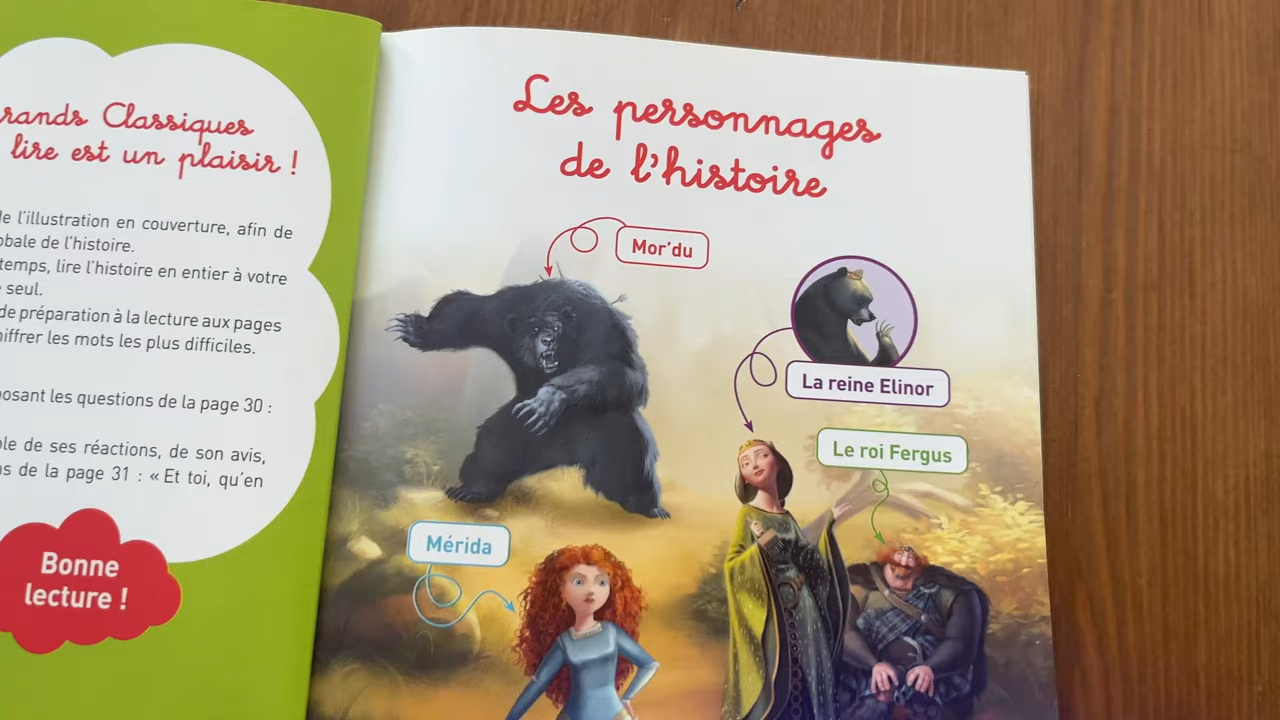 rands Classiques
lire est un plaisir !
de l'illustration en couverture, afin de
obale de l'histoire.
temps, lire l'histoire en entier à votre
seul.
de préparation à la lecture aux pages
iffrer les mots les plus difficiles.
posant les questions de la page 30 :
ble de ses réactions, de son avis,
ns de la page 31 : « Et toi, qu'en
Bonne
lecture !
Les personnages
de l'histoire
Mor'du
La reine Elinor
Le roi Fergus
Mérida